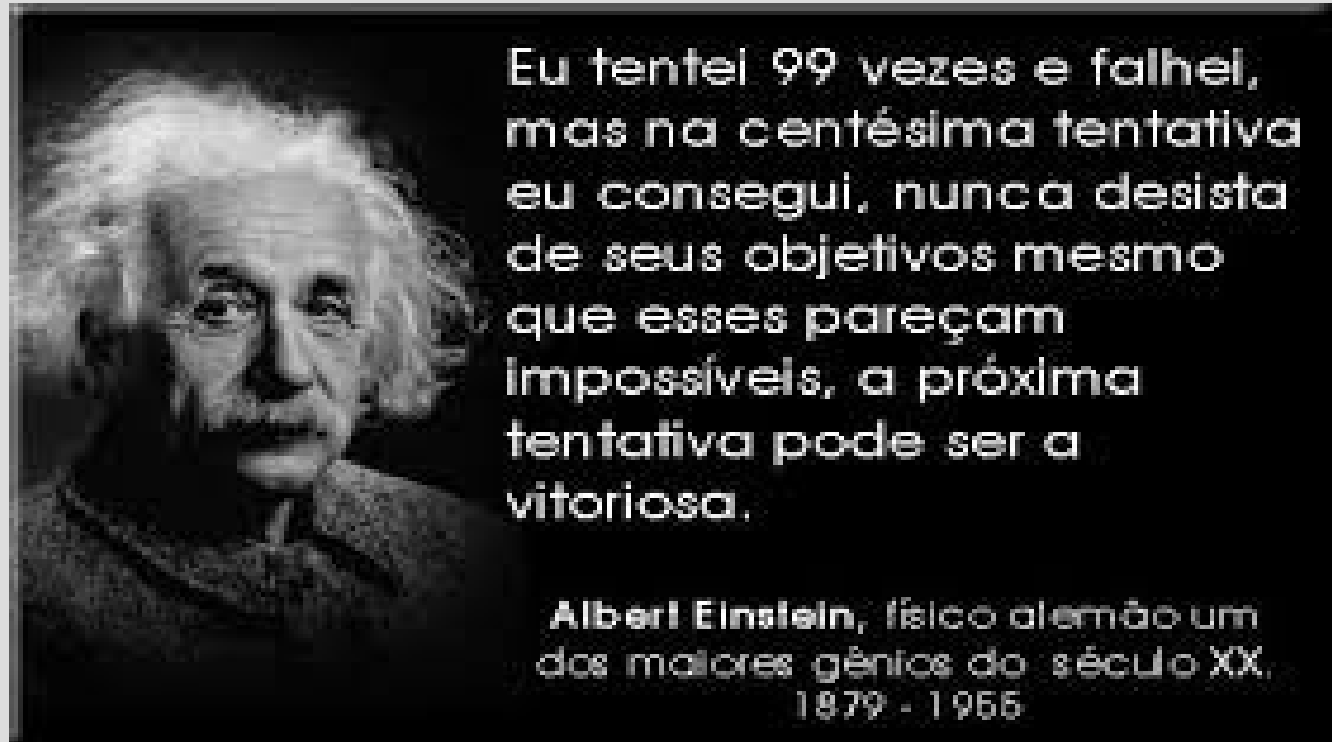 Eu tentei 99 vezes e falhei,
mas na centésima tentativa
eu consegui, nunca desista
de seus objetivos mesmo
que esses pareçam
impossíveis, a próxima
tentativa pode ser a
vitoriosa.
Albert Einstein, físico alemão um
dos maiores gênios do século XX.
1879 - 1955